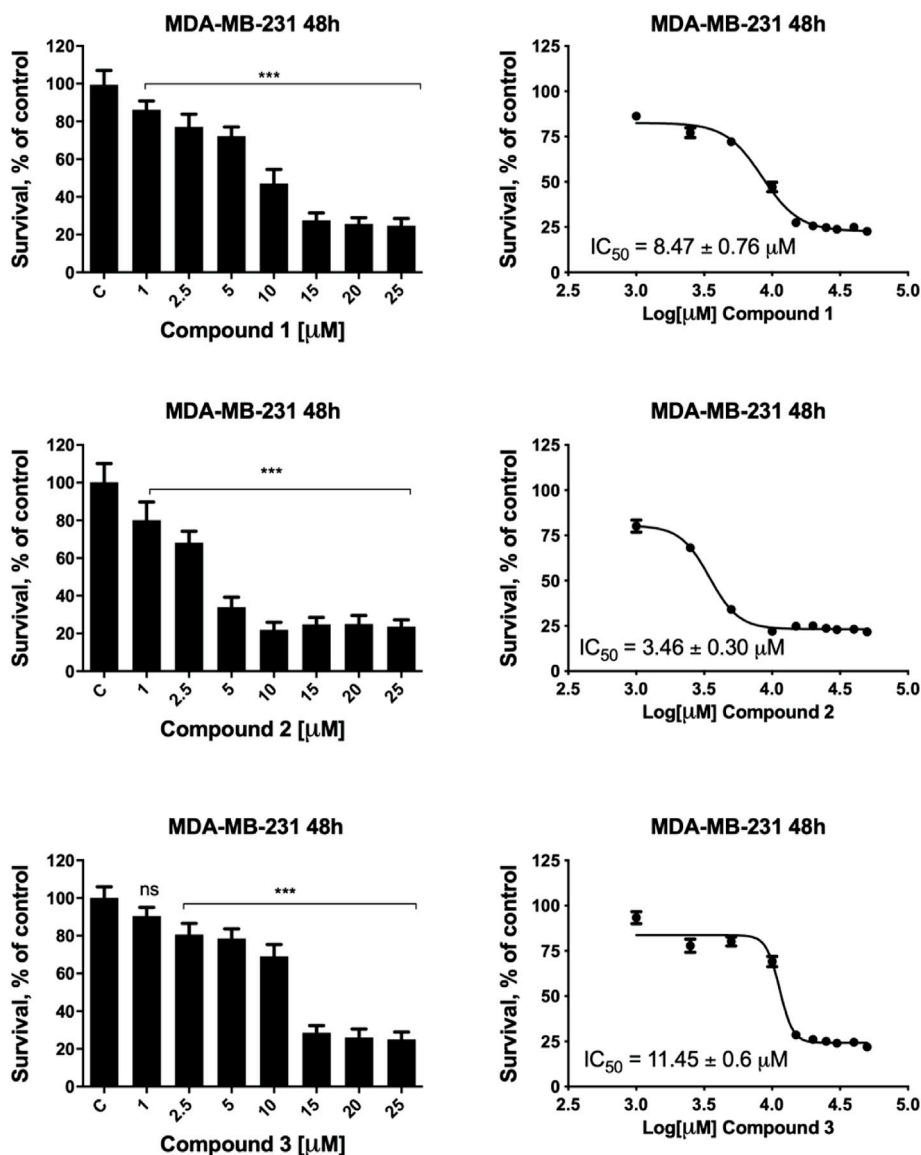 MDA-MB-231 48h
Survival, % of control
120
100
80
60
40
20
0
***
C 1 2.5 5 10 15 20 25
Compound 1 [µM]
MDA-MB-231 48h
Survival, % of control
125
100
75
50
25
0
IC50 = 8.47 ± 0.76 µM
2.5 3.0 3.5 4.0 4.5 5.0
Log[µM] Compound 1
MDA-MB-231 48h
Survival, % of control
120
100
80
60
40
20
0
***
C 1 2.5 5 10 15 20 25
Compound 2 [µM]
MDA-MB-231 48h
Survival, % of control
125
100
75
50
25
0
IC50 = 3.46 ± 0.30 µM
2.5 3.0 3.5 4.0 4.5 5.0
Log[µM] Compound 2
MDA-MB-231 48h
Survival, % of control
120
100
80
60
40
20
0
ns
***
C 1 2.5 5 10 15 20 25
Compound 3 [µM]
MDA-MB-231 48h
Survival, % of control
125
100
75
50
25
0
IC50 = 11.45 ± 0.6 µM
2.5 3.0 3.5 4.0 4.5 5.0
Log[µM] Compound 3